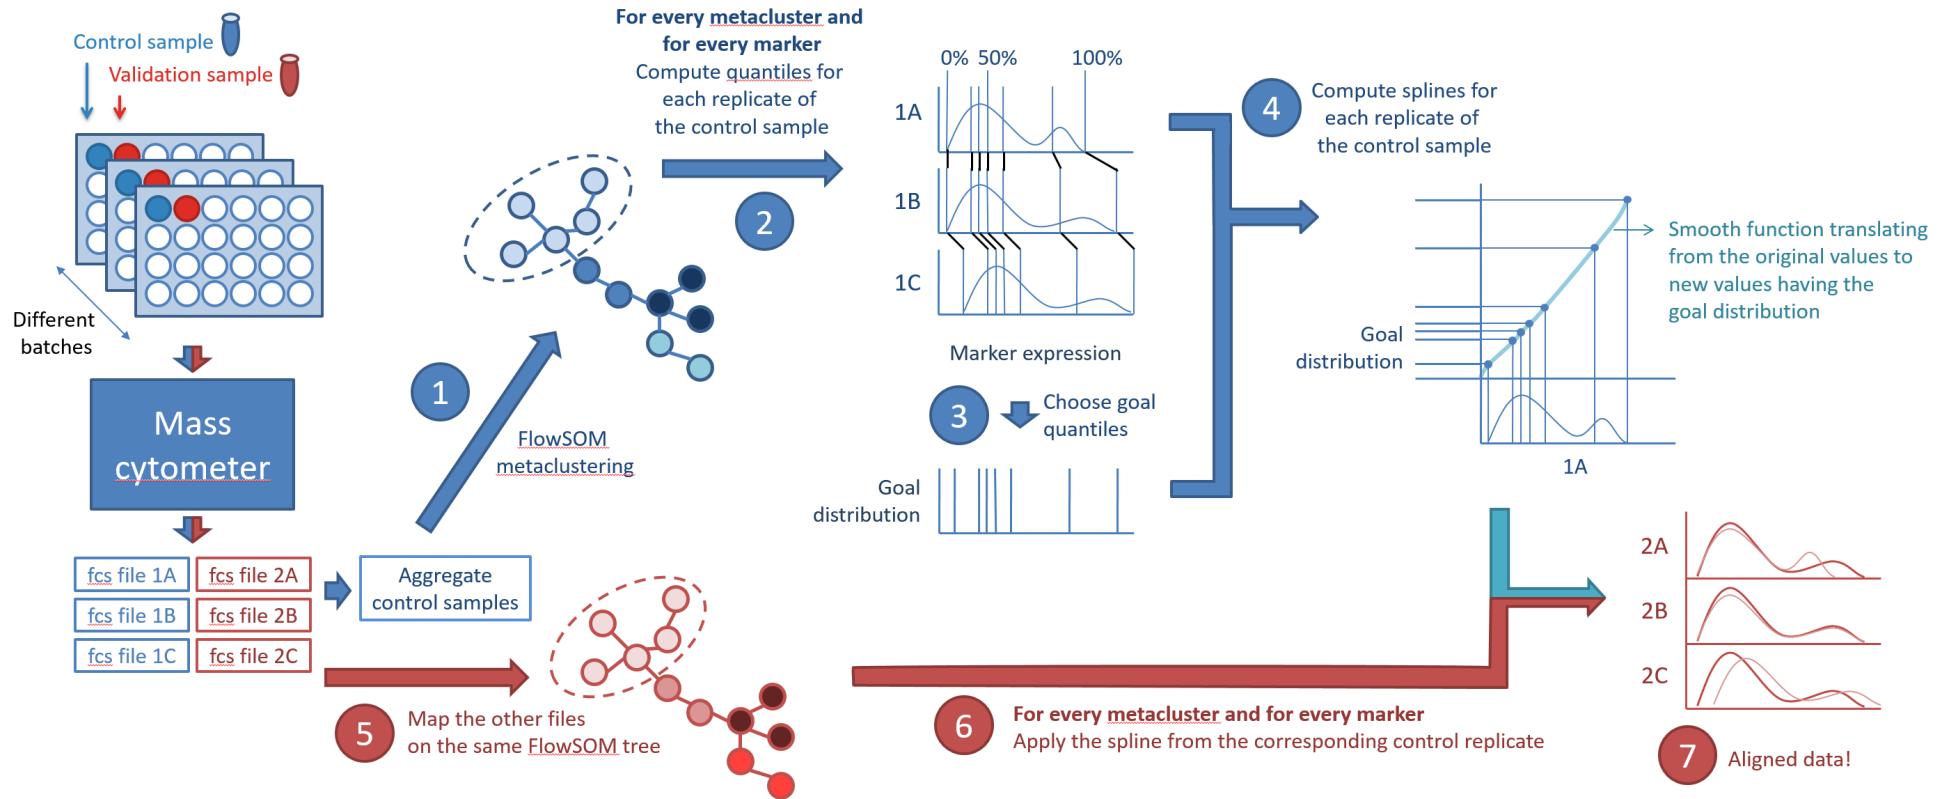 Control sample
Validation sample
Different
batches
Mass
cytometer
fcs file 1A
fcs file 2A
fcs file 1B
fcs file 2B
fcs file 1C
fcs file 2C
Aggregate
control samples
1
FlowSOM
metaclustering
For every metacluster and
for every marker
Compute quantiles for
each replicate of
the control sample
2
0% 50% 100%
1A
1B
1C
Marker expression
3
Choose goal
quantiles
Goal
distribution
4
Compute splines for
each replicate of
the control sample
Smooth function translating
from the original values to
new values having the
goal distribution
Goal
distribution
1A
5
Map the other files
on the same FlowSOM tree
6
For every metacluster and for every marker
Apply the spline from the corresponding control replicate
2A
2B
2C
7
Aligned data!